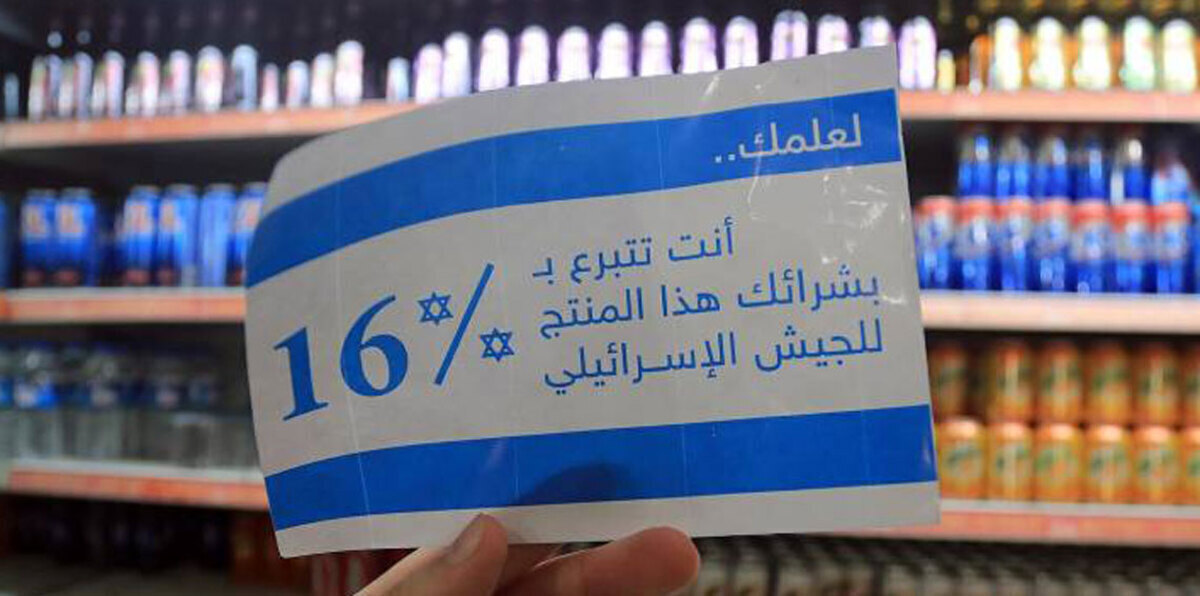 لعلمك..
أنت تتبرع بـ
بشرائك هذا المنتج
للجيش الإسرائيلي
16%